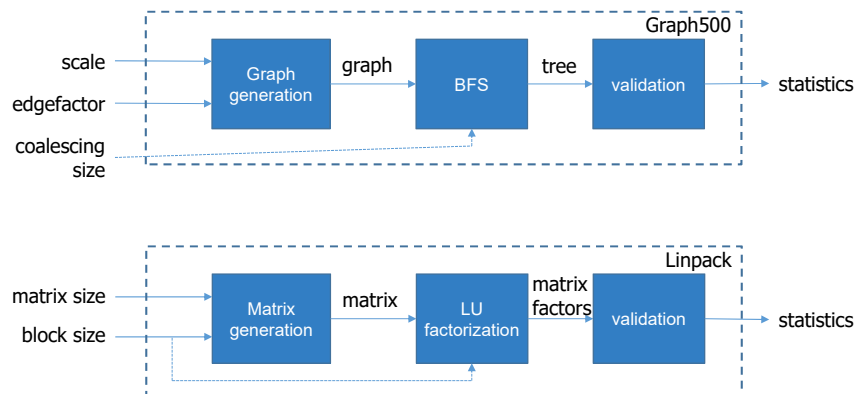 Graph500
scale
edgefactor
coalescing
size
Graph
generation
graph
BFS
tree
validation
statistics
Linpack
matrix size
block size
Matrix
generation
matrix
LU
factorization
matrix
factors
validation
statistics